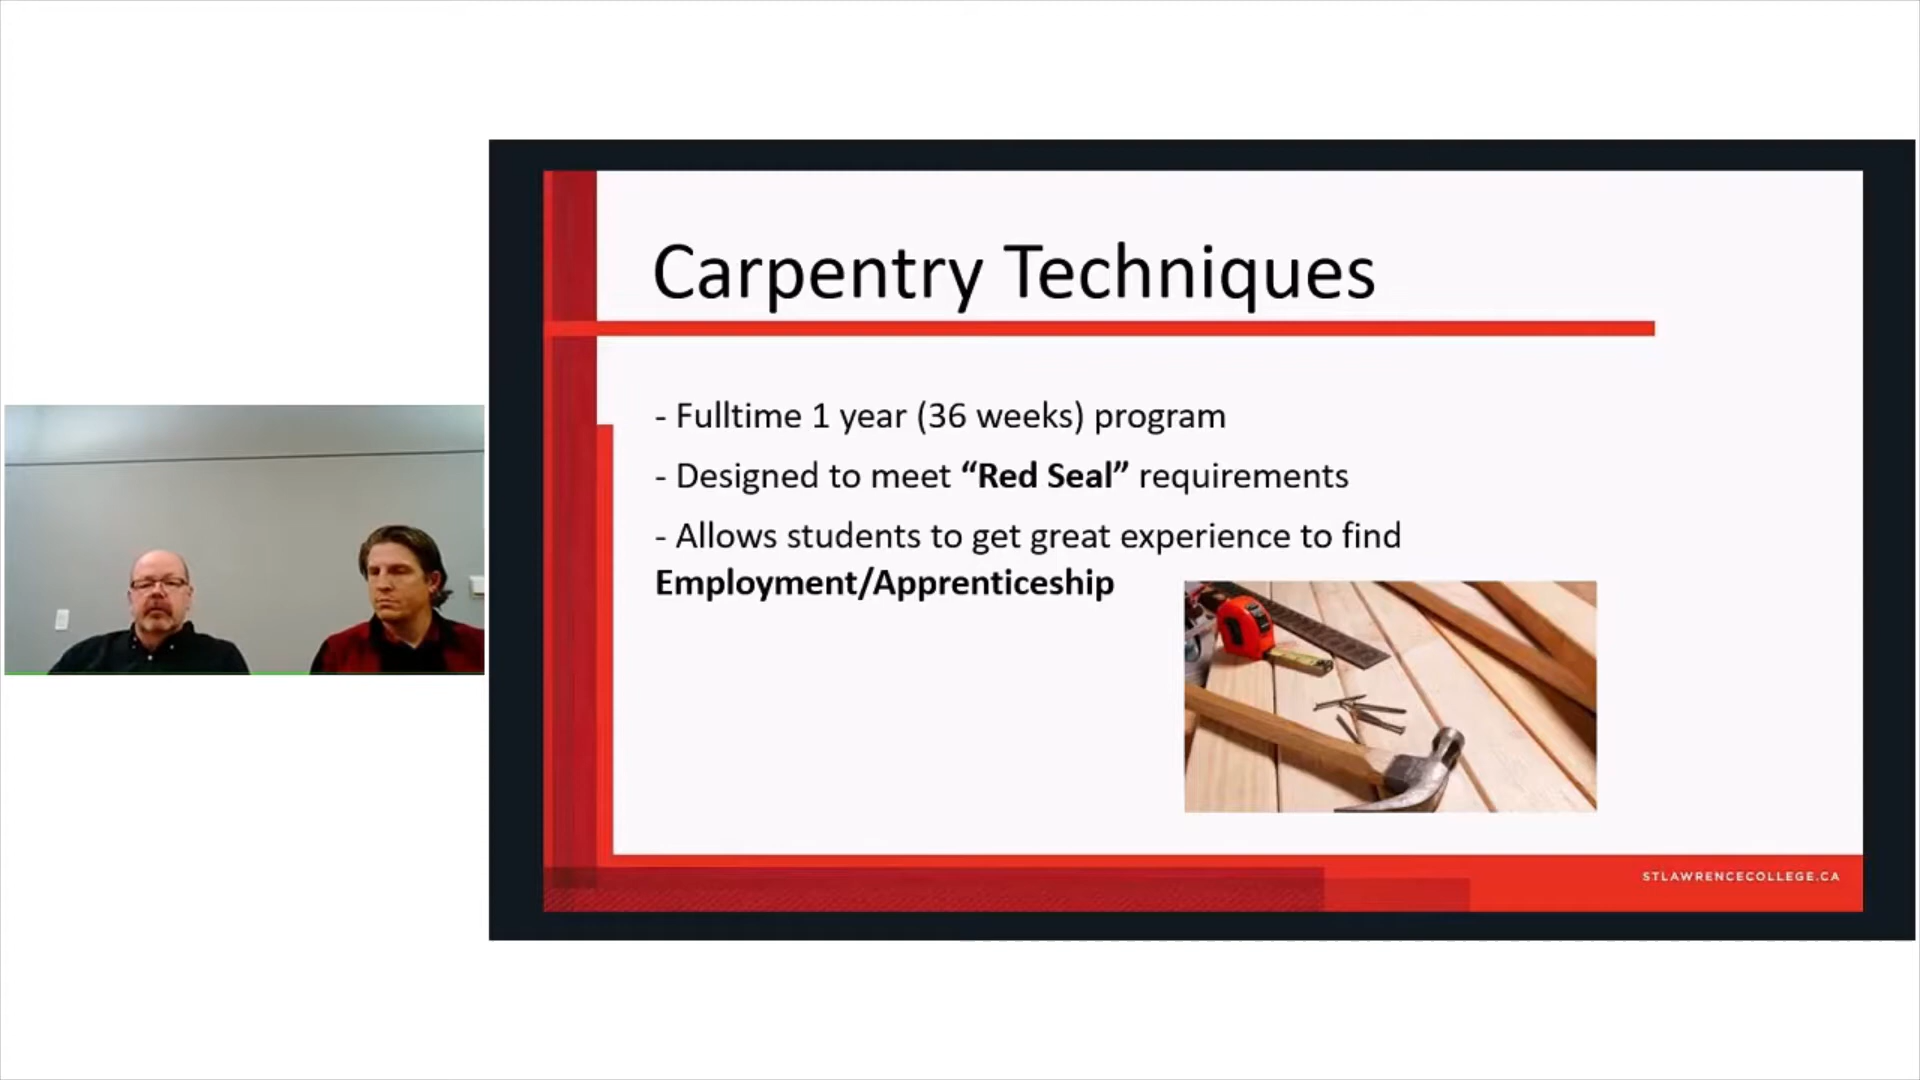 Carpentry Techniques
- Fulltime 1 year (36 weeks) program
- Designed to meet “Red Seal” requirements
- Allows students to get great experience to find
Employment/Apprenticeship
STLAWRENCECOLLEGE.CA